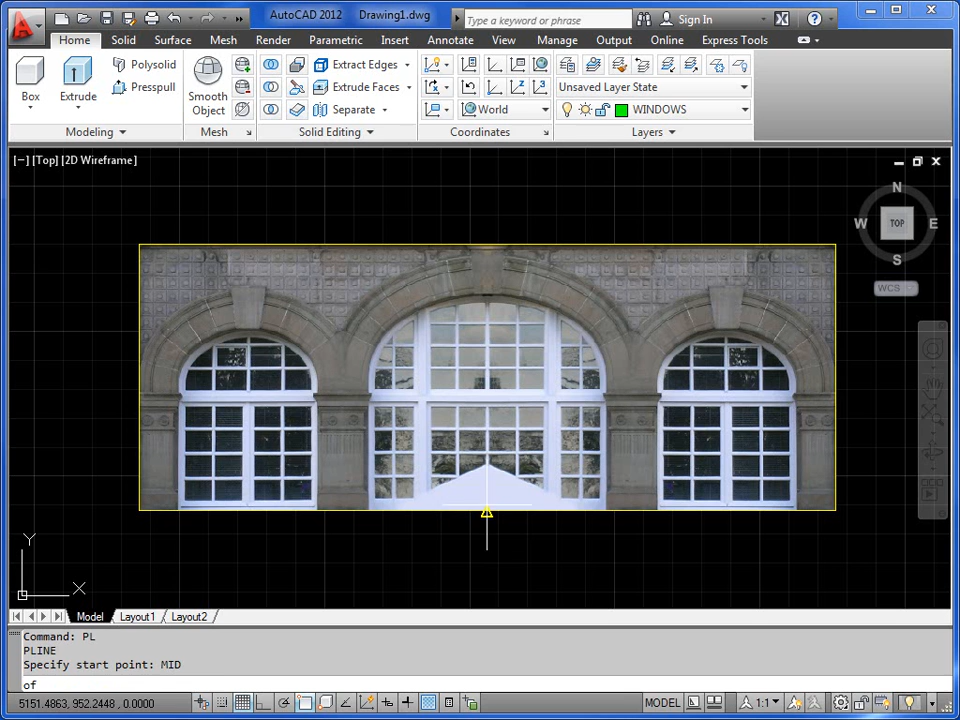 AutoCAD 2012 Drawing1.dwg Type a keyword or phrase Sign In
Home Solid Surface Mesh Render Parametric Insert Annotate View Manage Output Online Express Tools
Box
Extrude
Polysolid
Presspull
Modeling
Smooth
Object
Mesh
Extract Edges
Extrude Faces
Separate
Solid Editing
World
Coordinates
Unsaved Layer State
WINDOWS
Layers
[−] [Top] [2D Wireframe]
N
W TOP E
S
WCS
Y
X
Model Layout1 Layout2
Command: PL
PLINE
Specify start point: MID
of
5151.4863, 952.2448 , 0.0000 MODEL 1:1